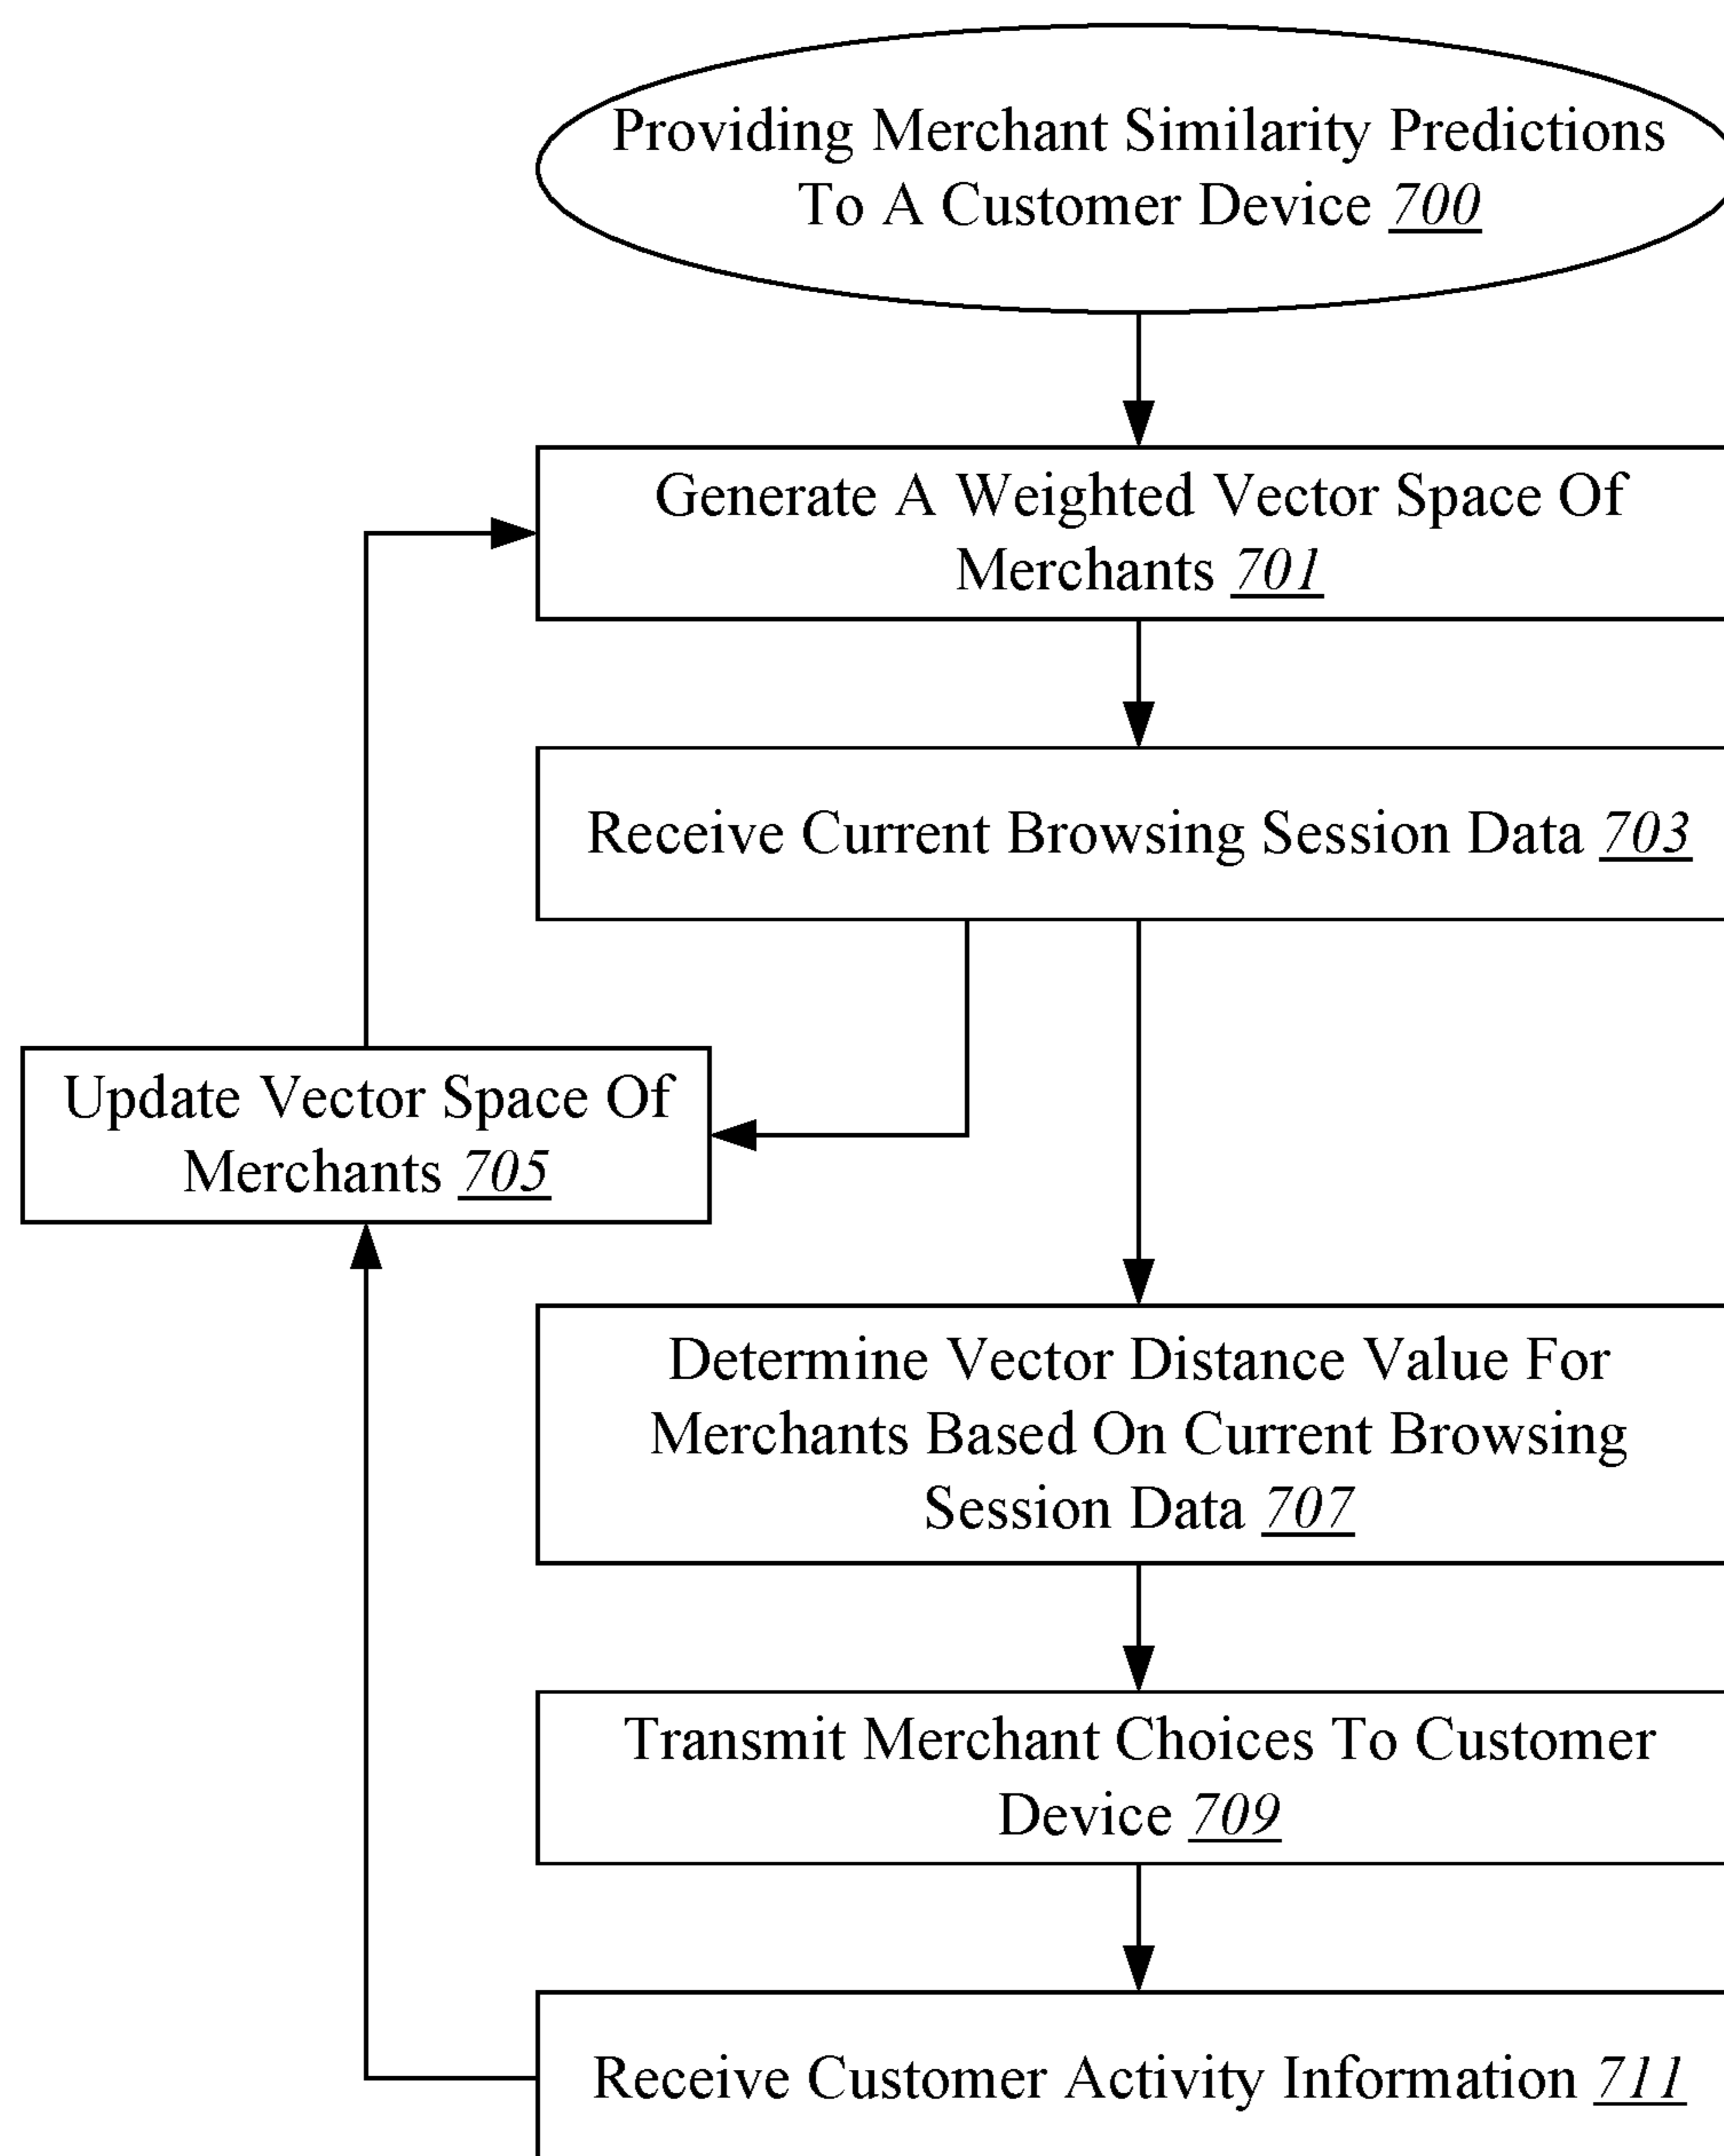 Providing Merchant Similarity Predictions
To A Customer Device 700
Generate A Weighted Vector Space Of
Merchants 701
Receive Current Browsing Session Data 703
Update Vector Space Of
Merchants 705
Determine Vector Distance Value For
Merchants Based On Current Browsing
Session Data 707
Transmit Merchant Choices To Customer
Device 709
Receive Customer Activity Information 711